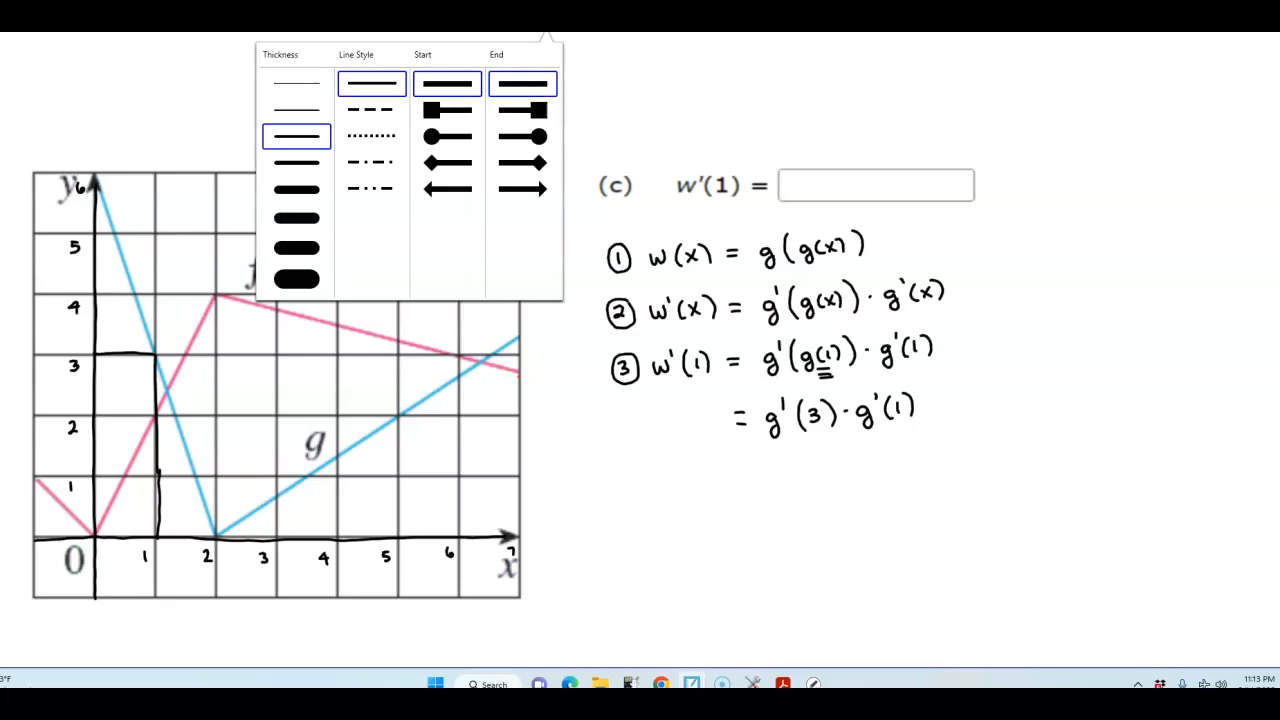 Thickness Line Style Start End
y 6
5
4
3
2
1
0
1 2 3 4 5 6 7
x
g
(c) w'(1) =
① w(x) = g(g(x))
② w'(x) = g'(g(x)) · g'(x)
③ w'(1) = g'(g(1)) · g'(1)
= g'(3) · g'(1)
3°F
Search
11:13 PM